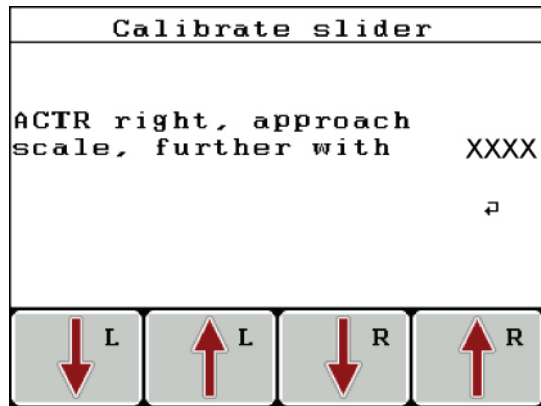 Calibrate slider
ACTR right, approach
scale, further with XXXX
↵
L L R R